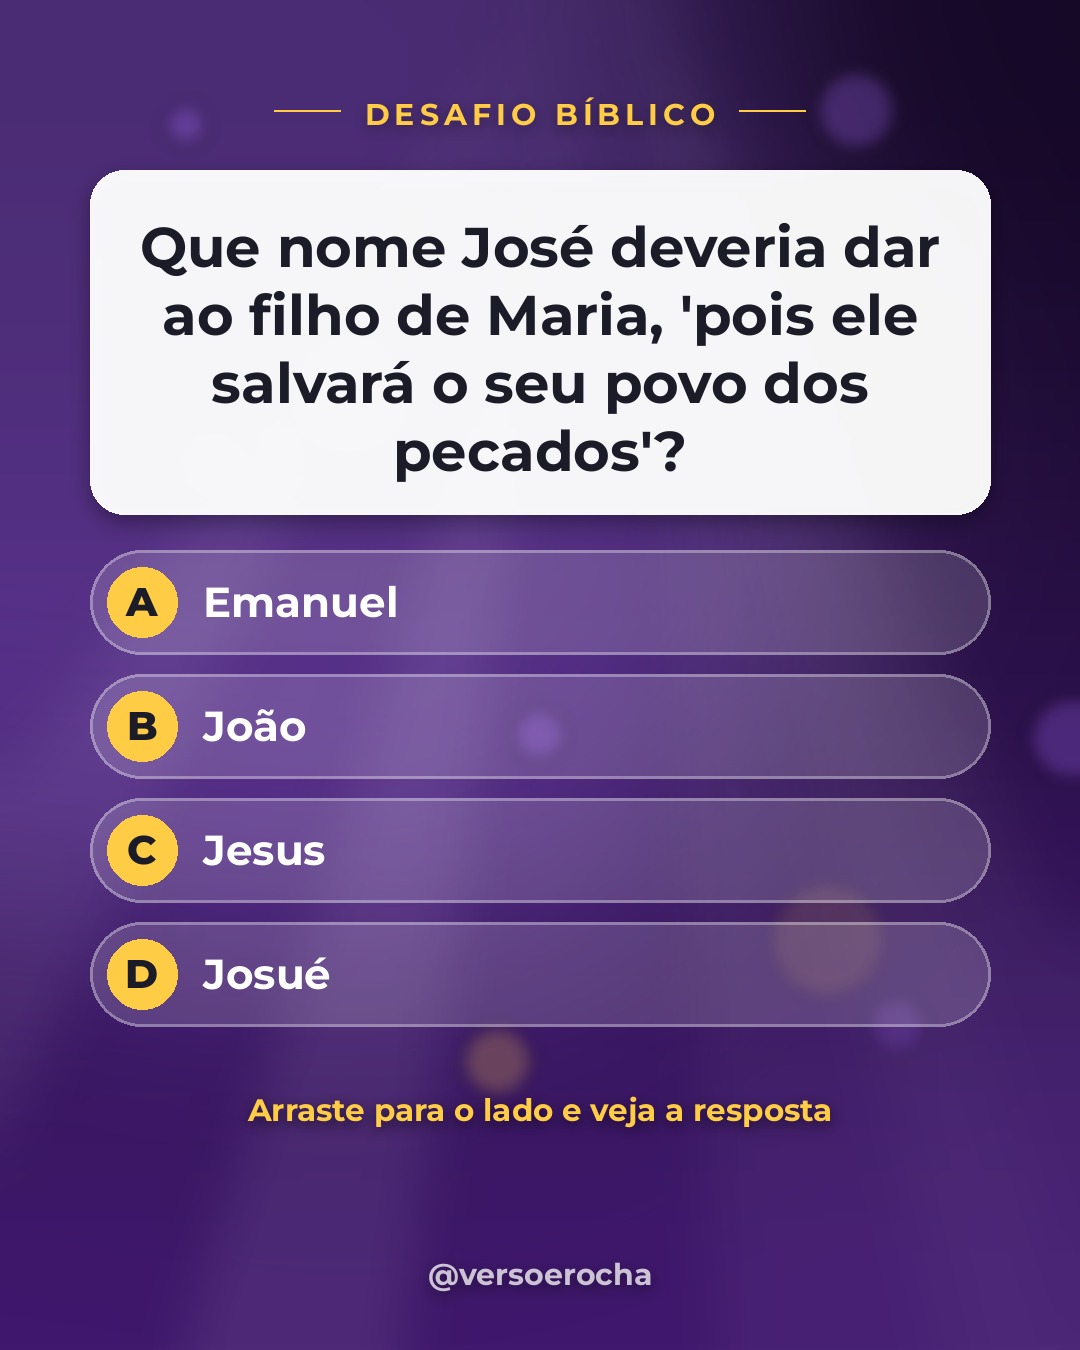 DESAFIO BÍBLICO
Que nome José deveria dar
ao filho de Maria, 'pois ele
salvará o seu povo dos
pecados'?
A Emanuel
B João
C Jesus
D Josué
Arraste para o lado e veja a resposta
@versoerocha